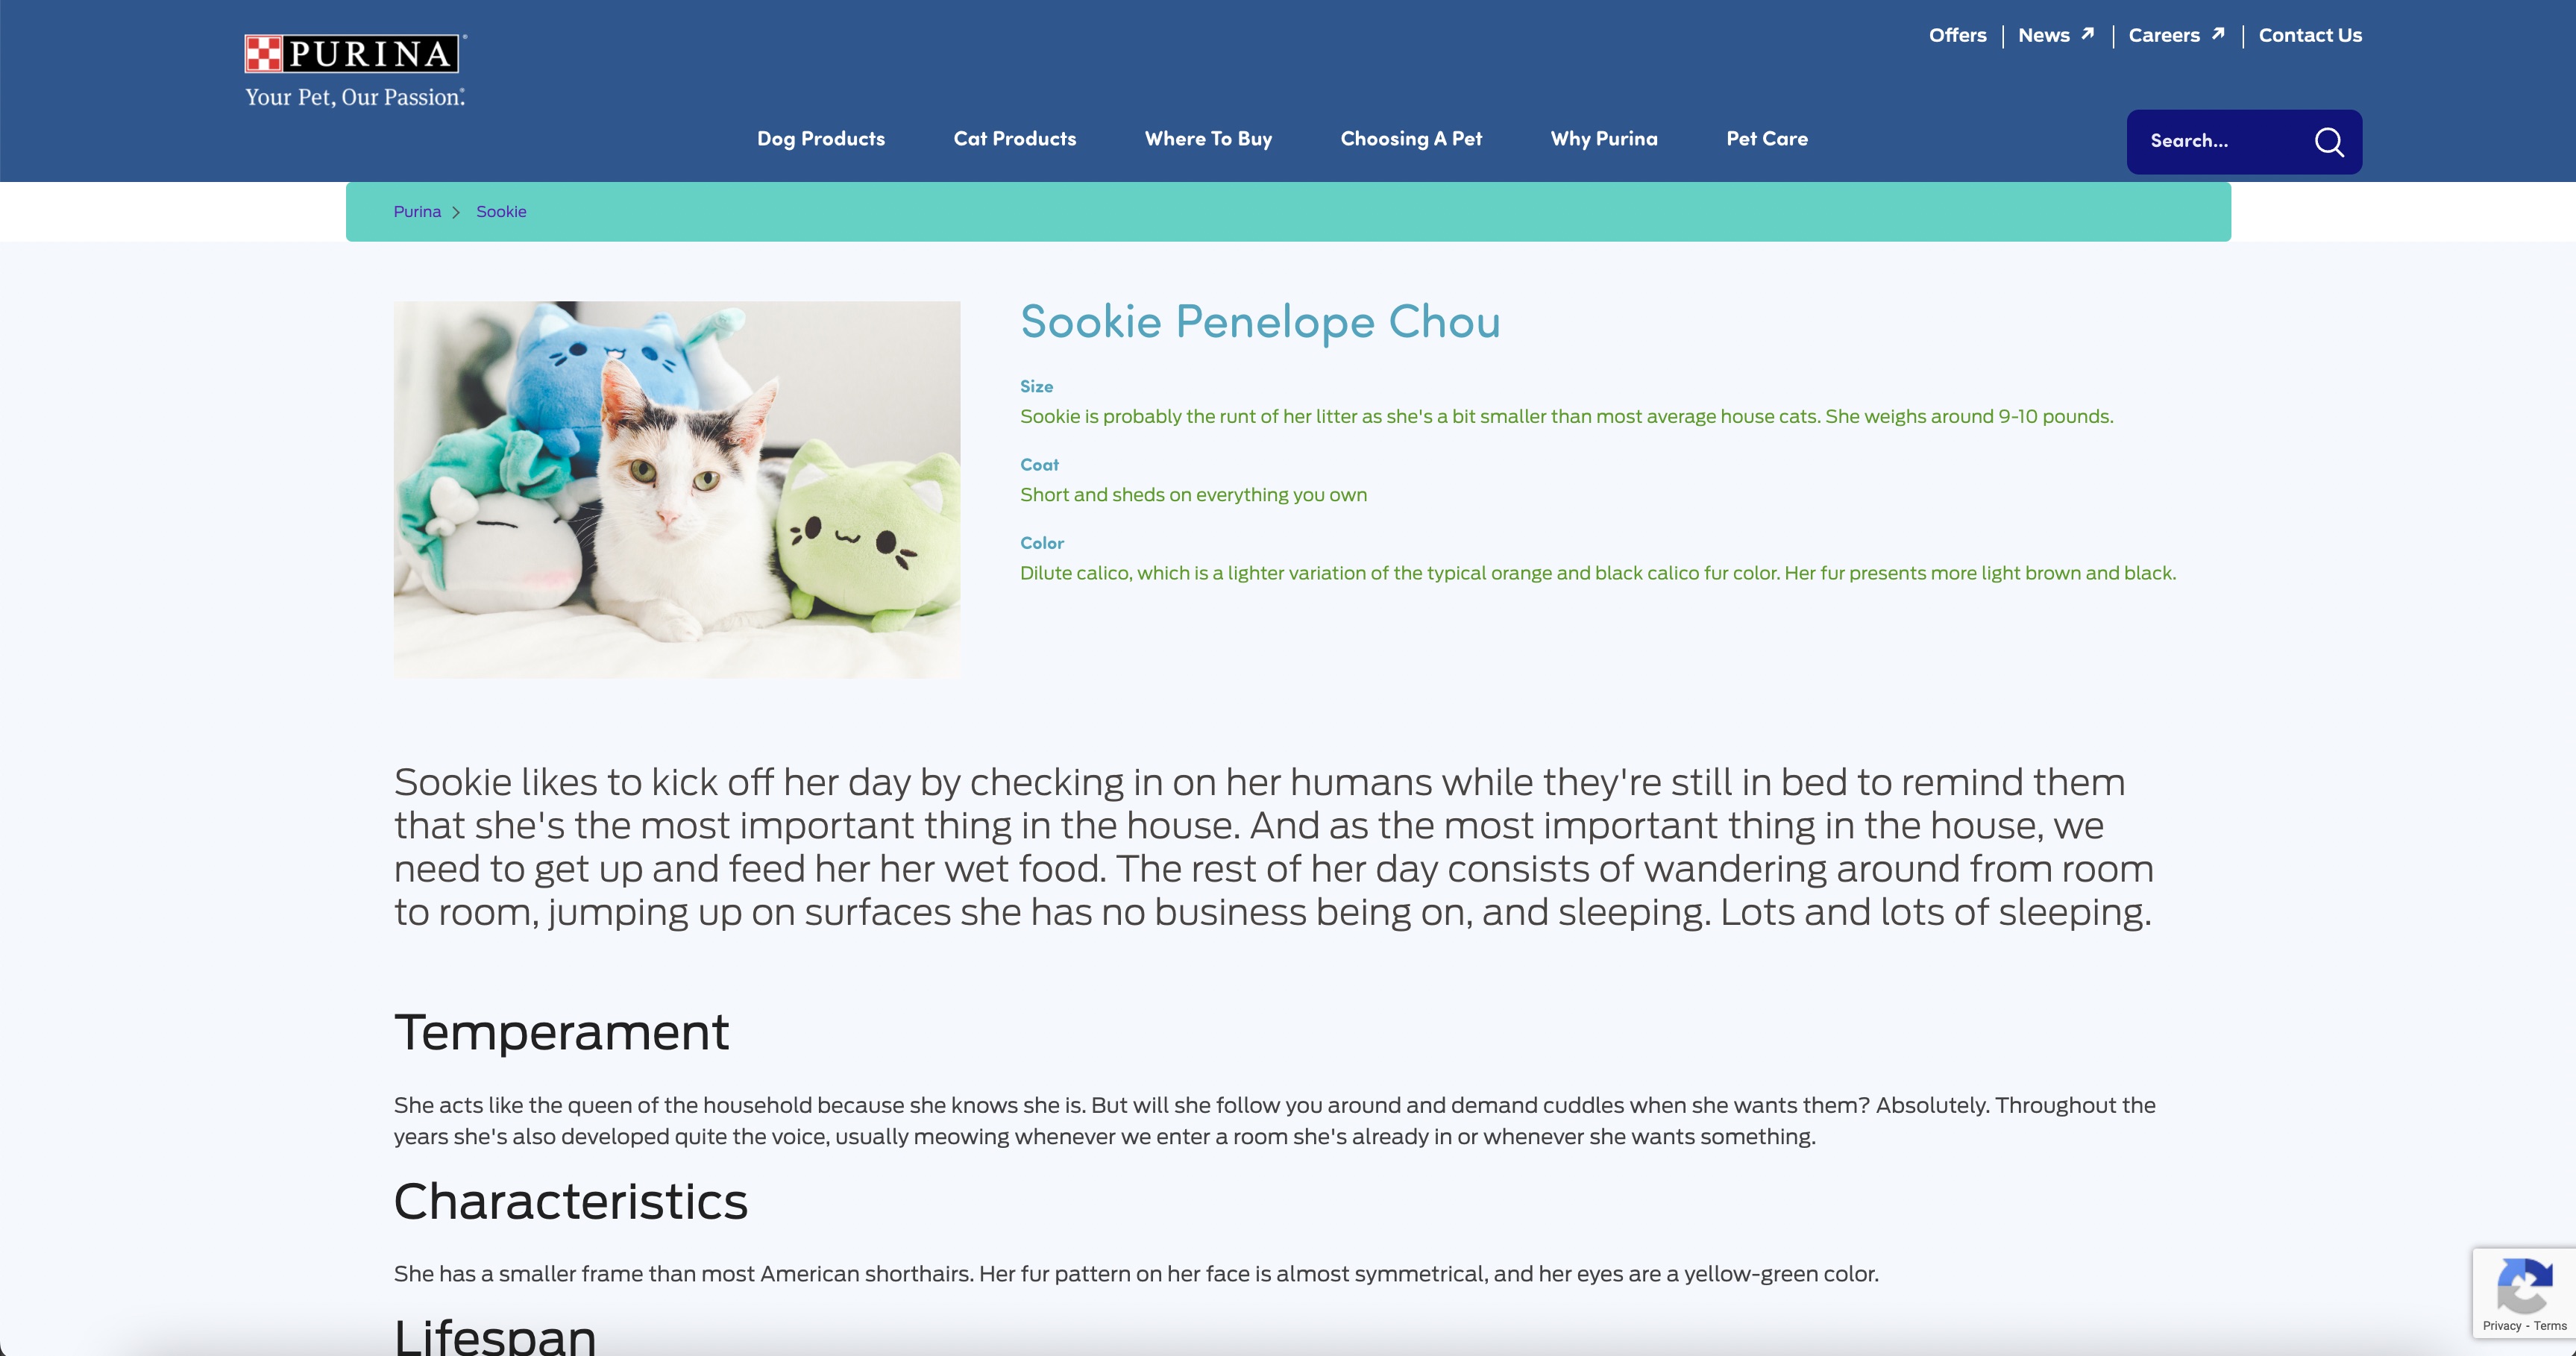 PURINA
Your Pet, Our Passion.®
Offers
News
Careers
Contact Us
Dog Products
Cat Products
Where To Buy
Choosing A Pet
Why Purina
Pet Care
Search...
Purina
Sookie
Sookie Penelope Chou
Size
Sookie is probably the runt of her litter as she's a bit smaller than most average house cats. She weighs around 9-10 pounds.
Coat
Short and sheds on everything you own
Color
Dilute calico, which is a lighter variation of the typical orange and black calico fur color. Her fur presents more light brown and black.
Sookie likes to kick off her day by checking in on her humans while they're still in bed to remind them
that she's the most important thing in the house. And as the most important thing in the house, we
need to get up and feed her her wet food. The rest of her day consists of wandering around from room
to room, jumping up on surfaces she has no business being on, and sleeping. Lots and lots of sleeping.
Temperament
She acts like the queen of the household because she knows she is. But will she follow you around and demand cuddles when she wants them? Absolutely. Throughout the
years she's also developed quite the voice, usually meowing whenever we enter a room she's already in or whenever she wants something.
Characteristics
She has a smaller frame than most American shorthairs. Her fur pattern on her face is almost symmetrical, and her eyes are a yellow-green color.
Lifespan
Privacy - Terms